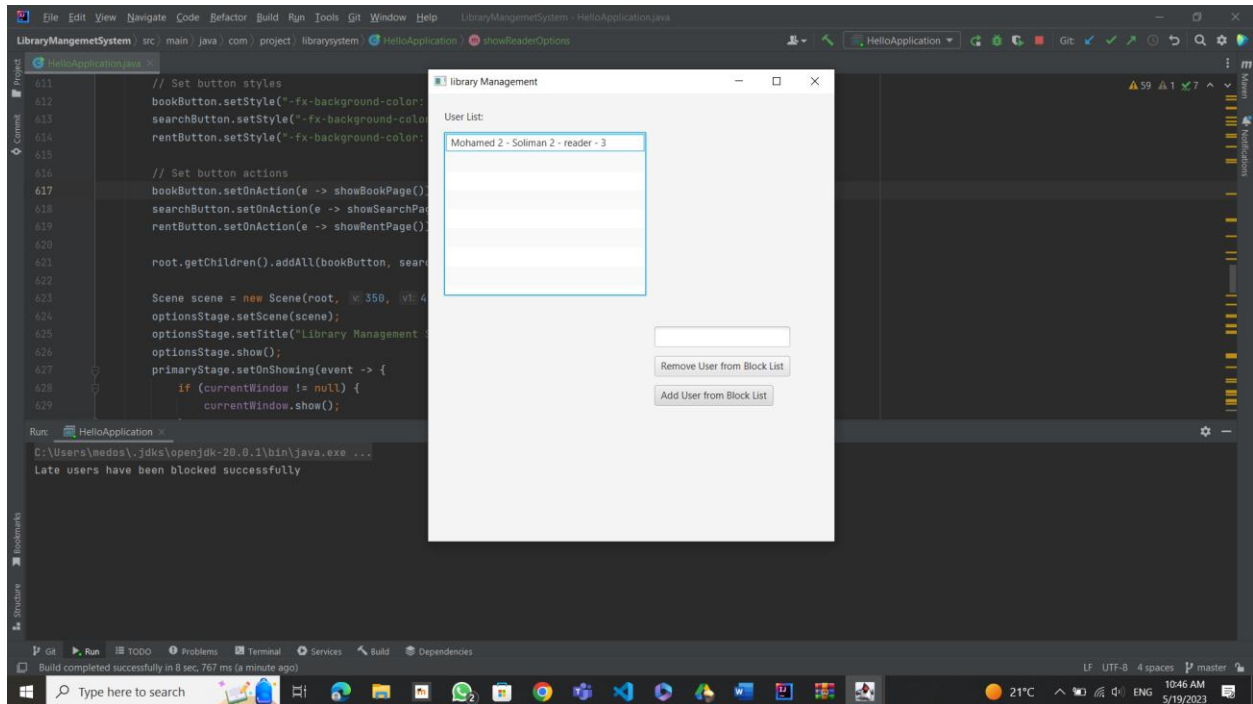 File Edit View Navigate Code Refactor Build Run Tools Git Window Help LibraryMangemetSystem - HelloApplication.java
LibraryMangemetSystem src main java com project librarysystem HelloApplication showReaderOptions HelloApplication Git:
Project
HelloApplication.java
Maven
611 // Set button styles
612 bookButton.setStyle("-fx-background-color:
613 searchButton.setStyle("-fx-background-colo
614 rentButton.setStyle("-fx-background-color:
615
616 // Set button actions
617 bookButton.setOnAction(e -> showBookPage()
618 searchButton.setOnAction(e -> showSearchPa
619 rentButton.setOnAction(e -> showRentPage()
620
621 root.getChildren().addAll(bookButton, sear
622
623 Scene scene = new Scene(root, v: 350, v1: 4
624 optionsStage.setScene(scene);
625 optionsStage.setTitle("Library Management S
626 optionsStage.show();
627 primaryStage.setOnShowing(event -> {
628 if (currentWindow != null) {
629 currentWindow.show();
59 1 7
Commit
Notifications
library Management
User List:
Mohamed 2 - Soliman 2 - reader - 3
Remove User from Block List
Add User from Block List
Run: HelloApplication
C:\Users\medos\.jdks\openjdk-20.0.1\bin\java.exe ...
Late users have been blocked successfully
Bookmarks
Structure
Git Run TODO Problems Terminal Services Build Dependencies
Build completed successfully in 8 sec, 767 ms (a minute ago) LF UTF-8 4 spaces master
Type here to search 2 21°C ENG 10:46 AM
5/19/2023